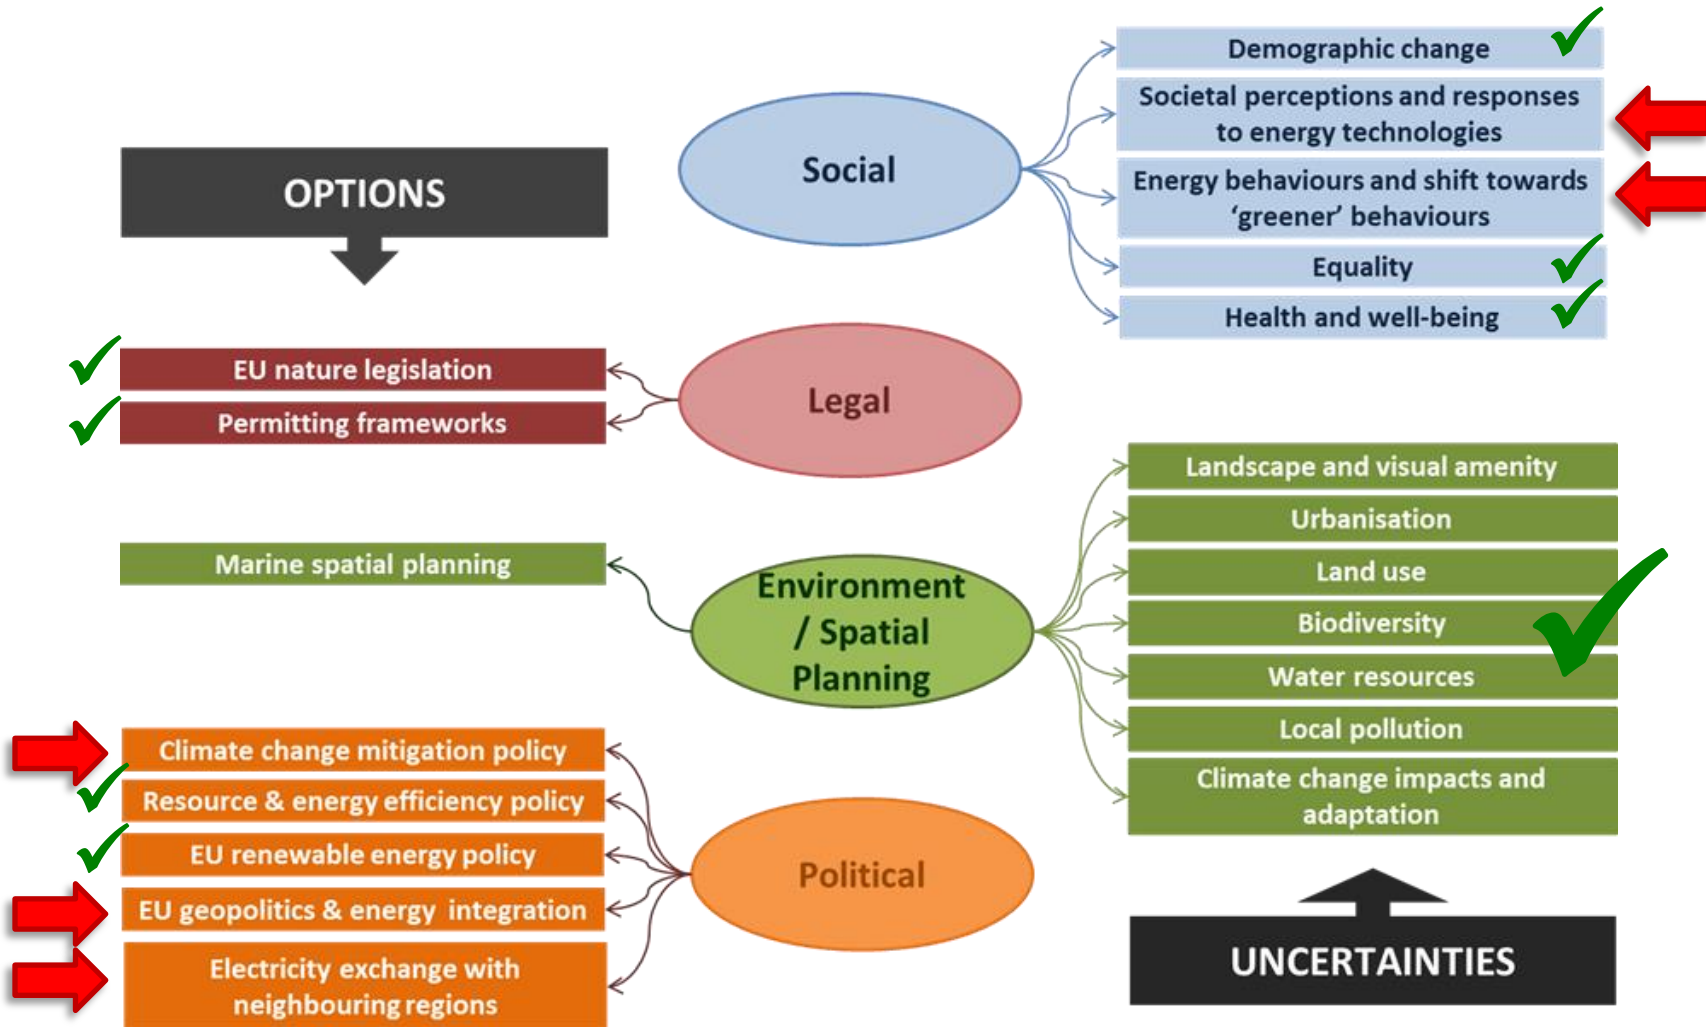 OPTIONS
EU nature legislation
Permitting frameworks
Marine spatial planning
Climate change mitigation policy
Resource & energy efficiency policy
EU renewable energy policy
EU geopolitics & energy integration
Electricity exchange with
neighbouring regions
Social
Legal
Environment
/ Spatial
Planning
Political
Demographic change
Societal perceptions and responses
to energy technologies
Energy behaviours and shift towards
‘greener’ behaviours
Equality
Health and well-being
Landscape and visual amenity
Urbanisation
Land use
Biodiversity
Water resources
Local pollution
Climate change impacts and
adaptation
UNCERTAINTIES